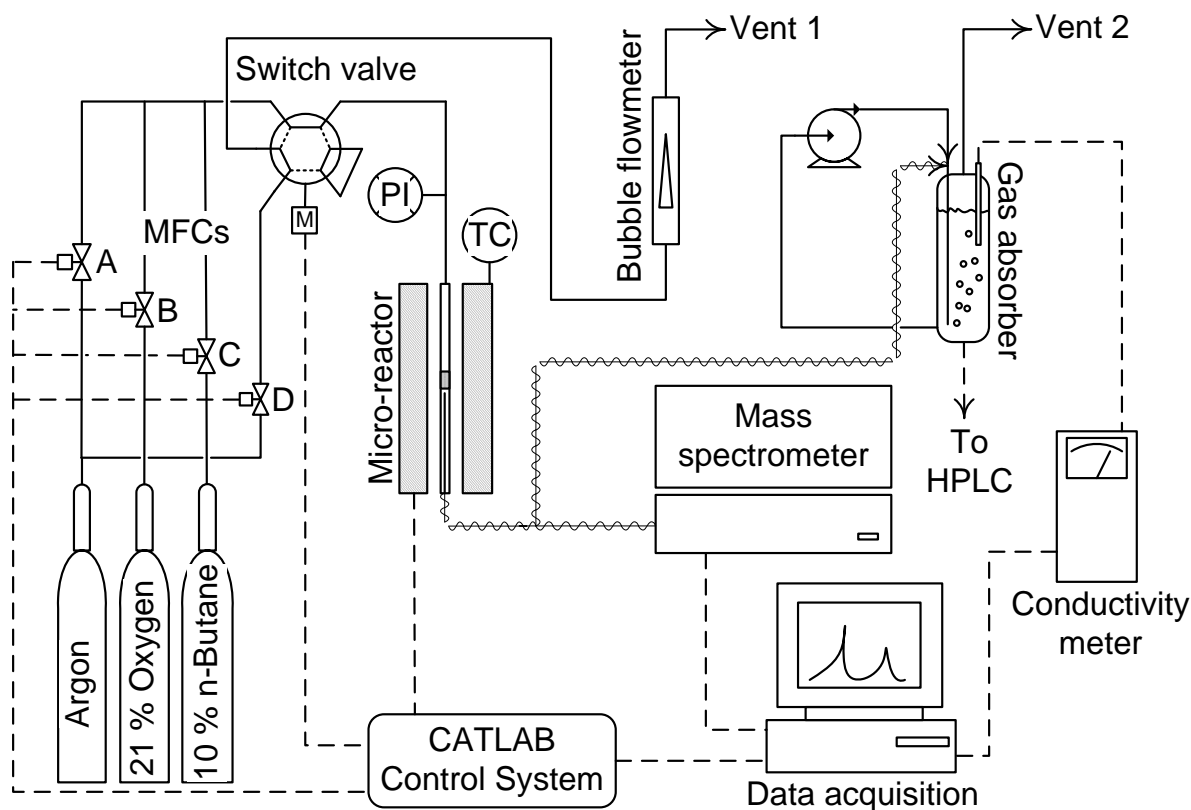 Vent 1
Vent 2
Switch valve
Bubble flowmeter
Gas absorber
PI
M
TC
MFCs
A
B
C
D
Micro-reactor
Mass
spectrometer
To
HPLC
Conductivity
meter
Argon
21 % Oxygen
10 % n-Butane
CATLAB
Control System
Data acquisition